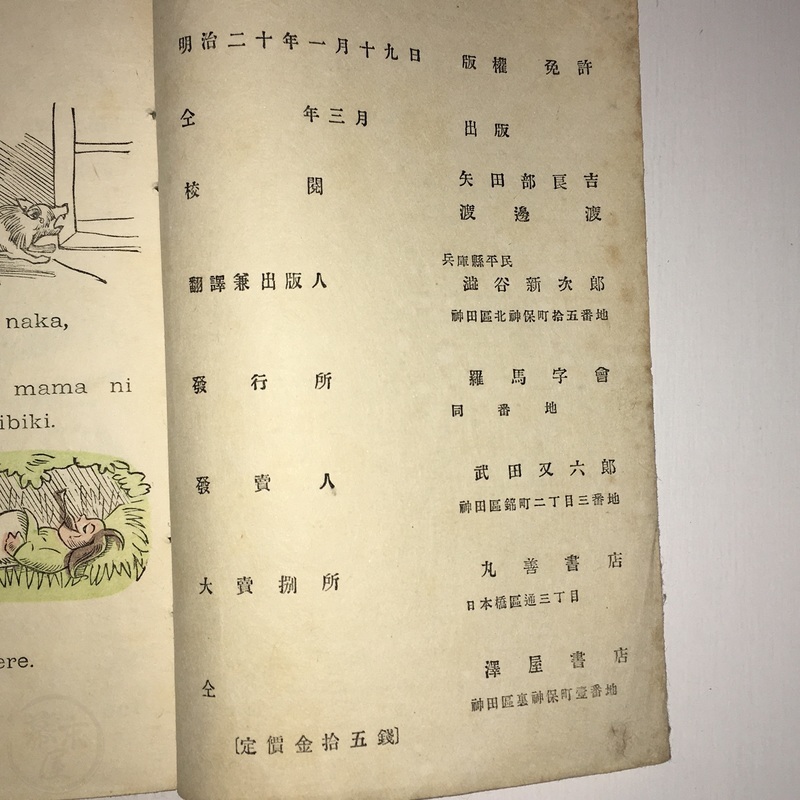 naka,
mama ni
ibiki.
ere.
明治二十年一月十九日 版權免許
仝年三月 出版
校閱 矢田部良吉
渡邊渡
兵庫縣平民
翻譯兼出版人 澁谷新次郎
神田區北神保町拾五番地
發行所 羅馬字會
同番地
發賣人 武田又六郎
神田區錦町二丁目三番地
大賣捌所 丸善書店
日本橋區通三丁目
仝 澤屋書店
神田區裏神保町壹番地
〔定價金拾五錢〕